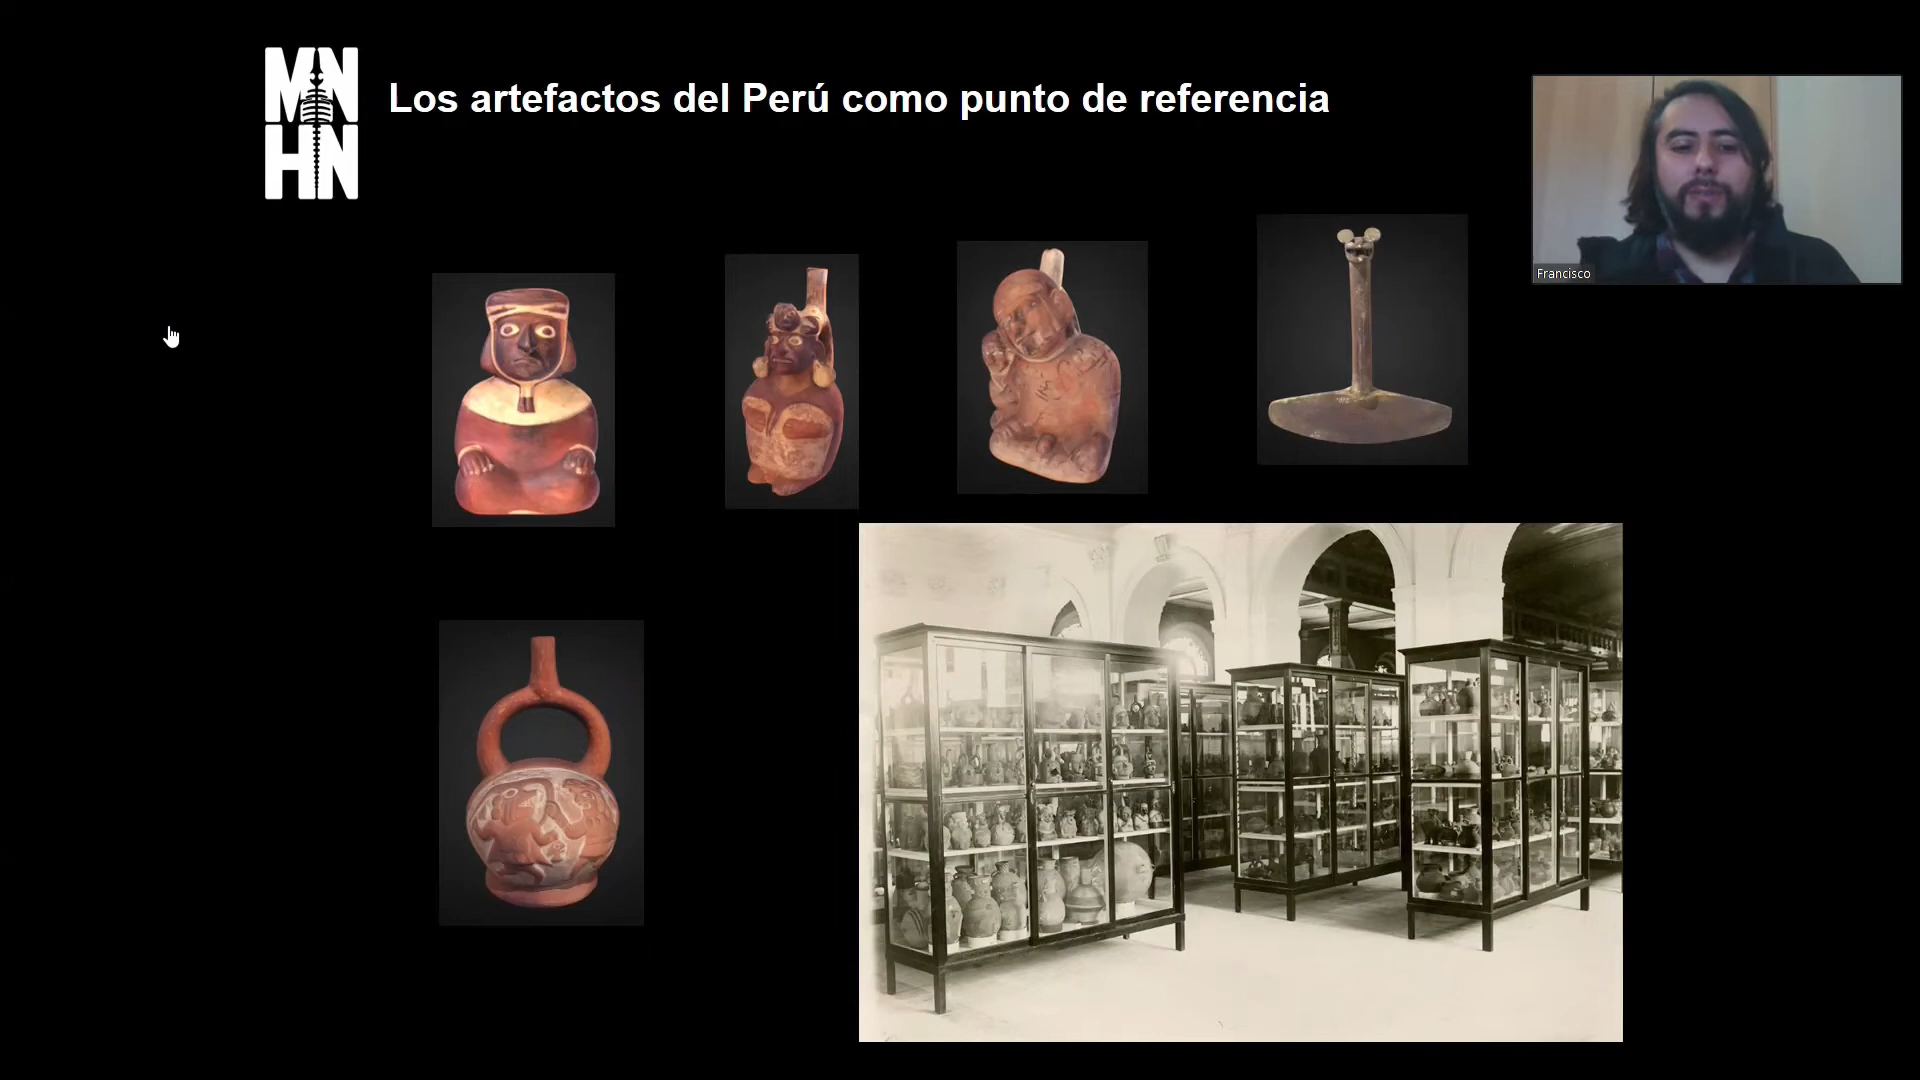 MN
HN
Los artefactos del Perú como punto de referencia
Francisco